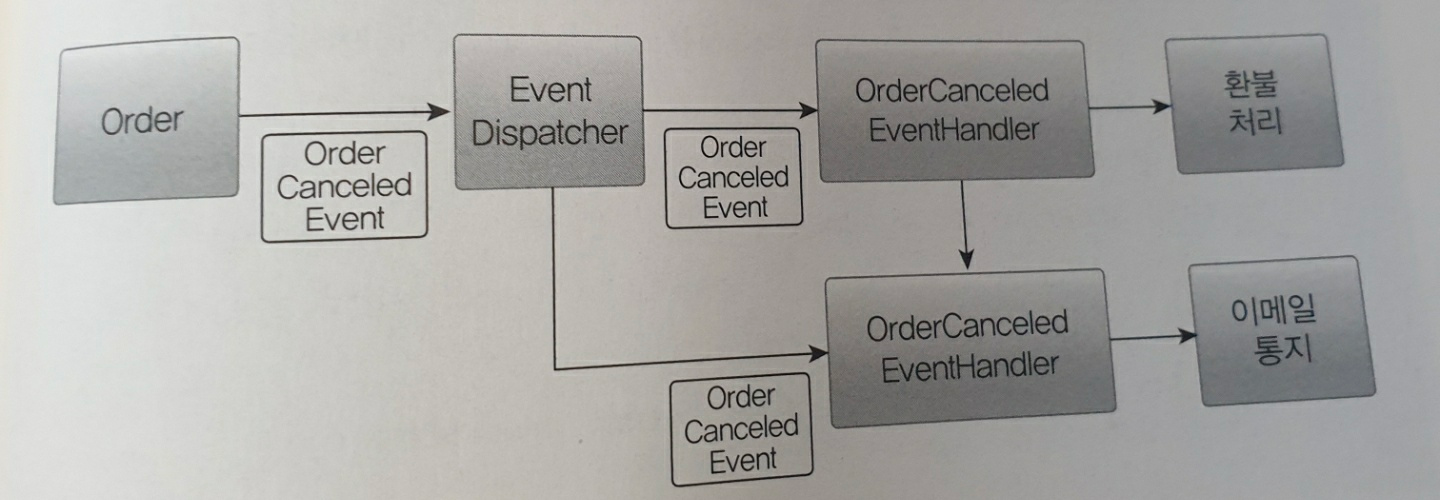 Order
Order
Canceled
Event
Event
Dispatcher
Order
Canceled
Event
OrderCanceled
EventHandler
환불
처리
Order
Canceled
Event
OrderCanceled
EventHandler
이메일
통지